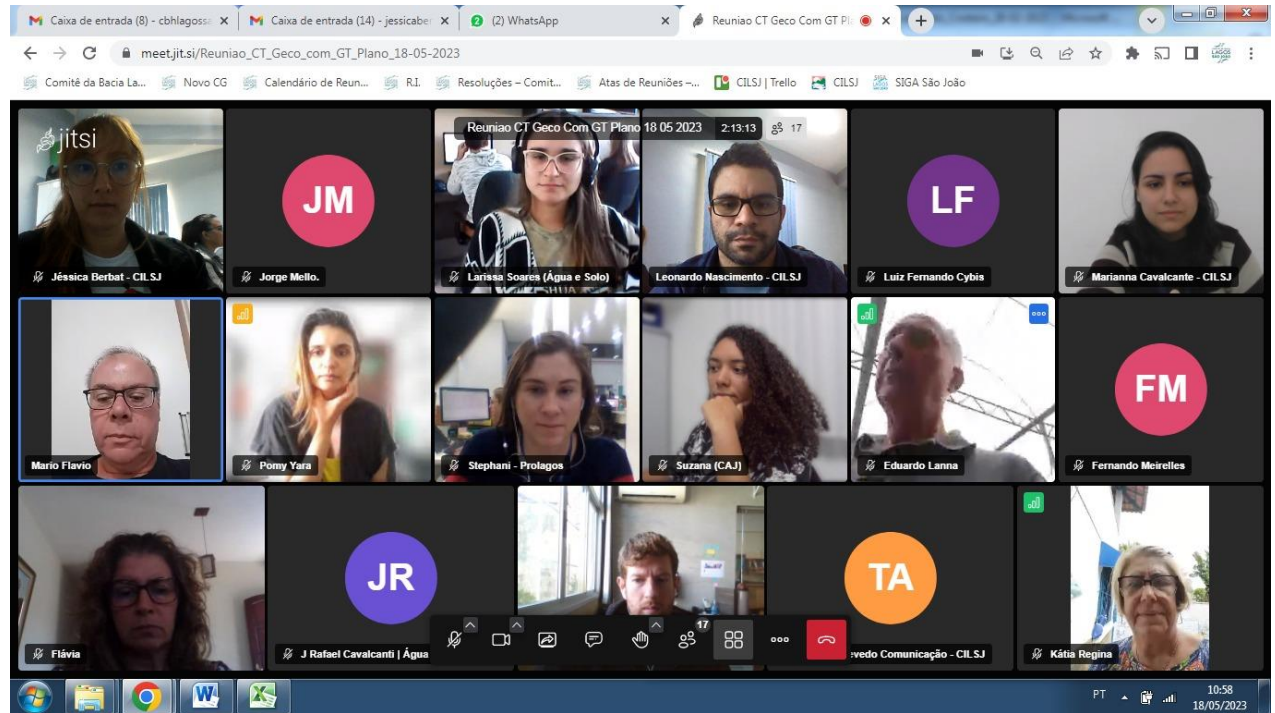 Caixa de entrada (8) - cbhlagoss
Caixa de entrada (14) - jessicaber
(2) WhatsApp
Reuniao CT Geco Com GT Pl
meet.jit.si/Reuniao_CT_Geco_com_GT_Plano_18-05-2023
Comitê da Bacia La...
Novo CG
Calendário de Reun...
R.I.
Resoluções – Comit...
Atas de Reuniões –...
CILSJ | Trello
CILSJ
SIGA São João
jitsi
Reuniao CT Geco Com GT Plano 18 05 2023 2:13:13 17
JM
LF
Jéssica Berbat - CILSJ
Jorge Mello.
Larissa Soares (Água e Solo)
Leonardo Nascimento - CILSJ
Luiz Fernando Cybis
Marianna Cavalcante - CILSJ
FM
Mario Flavio
Pomy Yara
Stephani - Prolagos
Suzana (CAJ)
Eduardo Lanna
Fernando Meirelles
JR
TA
17
Flávia
J Rafael Cavalcanti | Água
evedo Comunicação - CILSJ
Kátia Regina
PT
10:58
18/05/2023